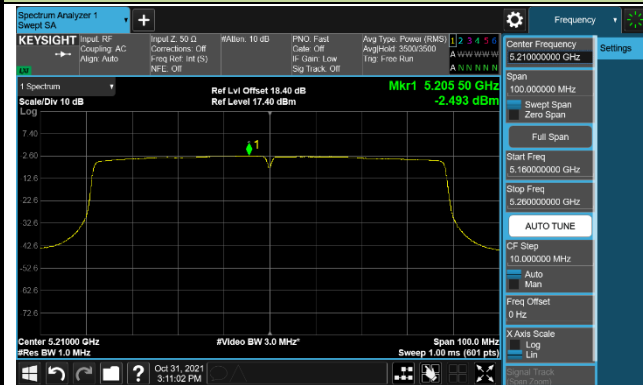 Spectrum Analyzer 1
Swept SA
+
Frequency
KEYSIGHT
Input: RF
Coupling: AC
Align: Auto
Input Z: 50 Ω
Corrections: Off
Freq Ref: Int (S)
NFE: Off
#Atten: 10 dB
PNO: Fast
Gate: Off
IF Gain: Low
Sig Track: Off
Avg Type: Power (RMS)
Avg|Hold: 3500/3500
Trig: Free Run
1 2 3 4 5 6
A W W W W W
A N N N N N
LXI
1 Spectrum
Scale/Div 10 dB
Log
Ref Lvl Offset 18.40 dB
Ref Level 17.40 dBm
Mkr1 5.205 50 GHz
-2.493 dBm
1
7.40
-2.60
-12.6
-22.6
-32.6
-42.6
-52.6
-62.6
-72.6
Center 5.21000 GHz
#Res BW 1.0 MHz
#Video BW 3.0 MHz*
Span 100.0 MHz
Sweep 1.00 ms (601 pts)
Oct 31, 2021
3:11:02 PM
?
Settings
Center Frequency
5.210000000 GHz
Span
100.000000 MHz
Swept Span
Zero Span
Full Span
Start Freq
5.160000000 GHz
Stop Freq
5.260000000 GHz
AUTO TUNE
CF Step
10.000000 MHz
Auto
Man
Freq Offset
0 Hz
X Axis Scale
Log
Lin
Signal Track
(Span Zoom)